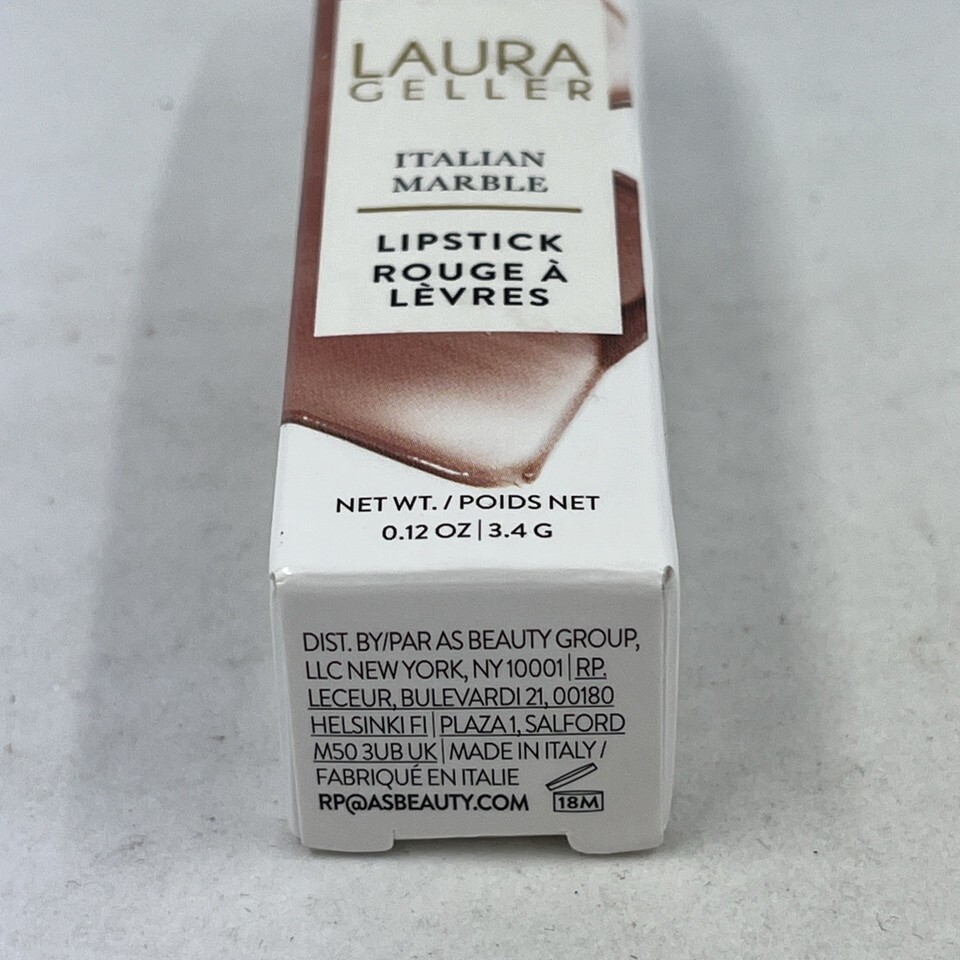 LAURA
GELLER
ITALIAN
MARBLE
LIPSTICK
ROUGE À
LÈVRES
NET WT. / POIDS NET
0.12 OZ | 3.4 G
DIST. BY/PAR AS BEAUTY GROUP,
LLC NEW YORK, NY 10001 | RP.
LECEUR, BULEVARDI 21, 00180
HELSINKI FI | PLAZA 1, SALFORD
M50 3UB UK | MADE IN ITALY /
FABRIQUÉ EN ITALIE
RP@ASBEAUTY.COM 18M